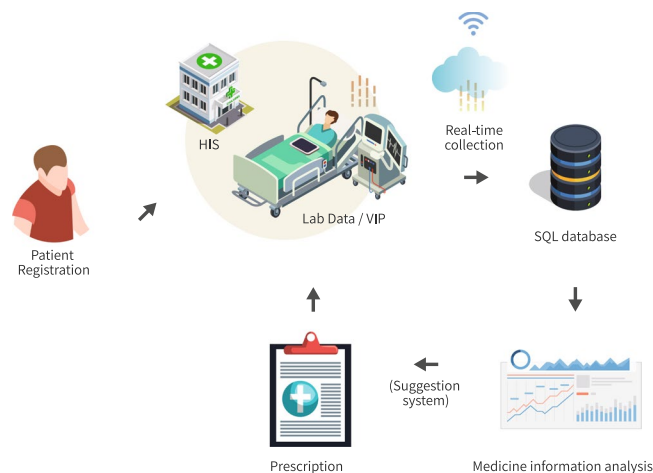 HIS
Real-time
collection
Lab Data / VIP
SQL database
Patient
Registration
(Suggestion
system)
Prescription
Medicine information analysis